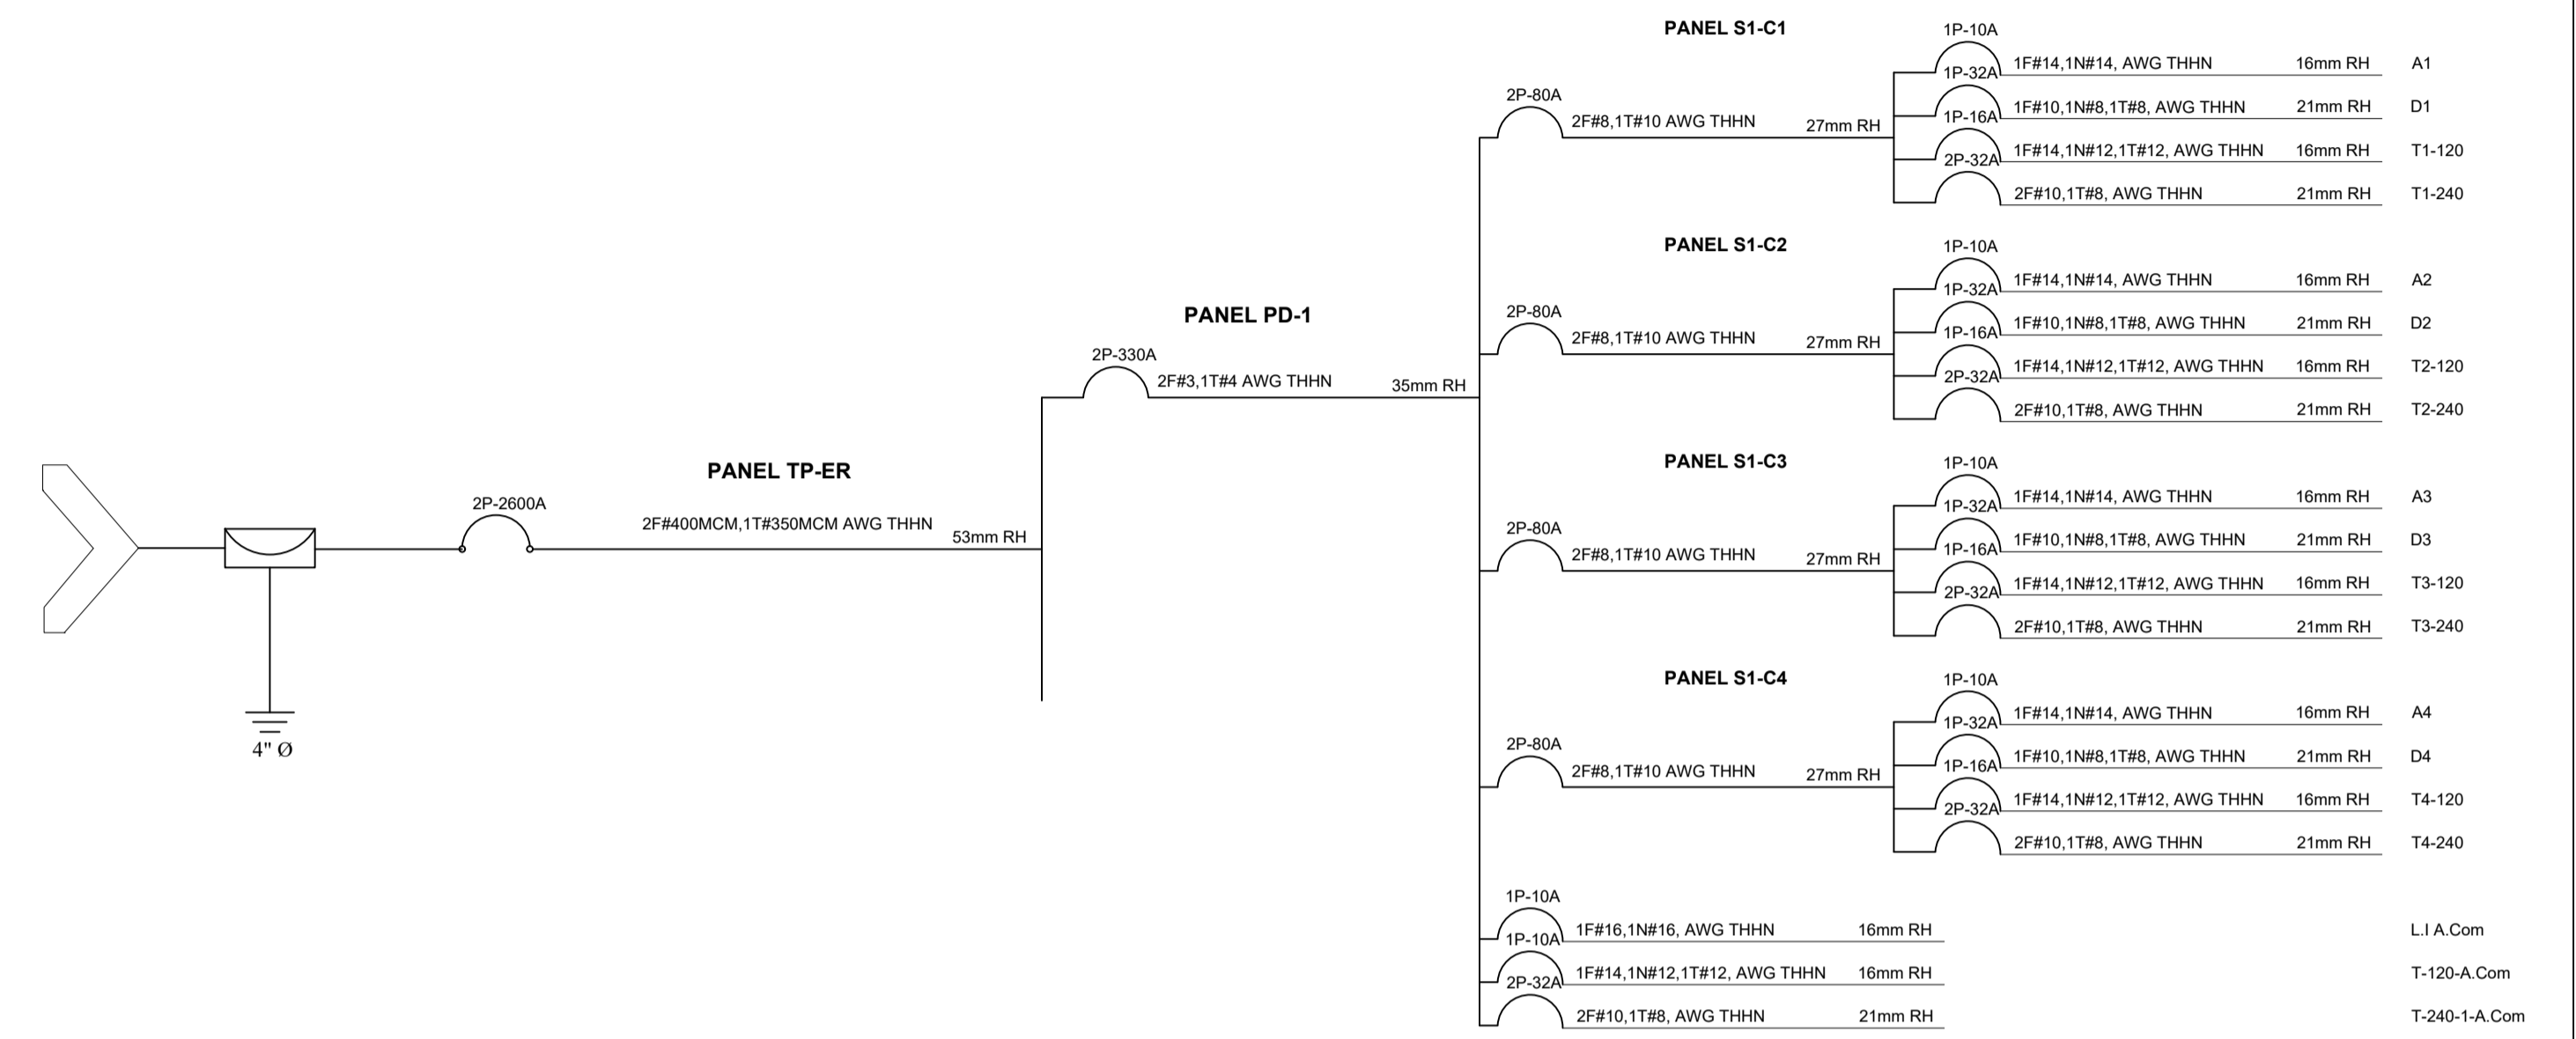 PANEL S1-C1
1P-10A
1F#14,1N#14, AWG THHN 16mm RH A1
1P-32A
2P-80A
1F#10,1N#8,1T#8, AWG THHN 21mm RH D1
1P-16A
2F#8,1T#10 AWG THHN 27mm RH
1F#14,1N#12,1T#12, AWG THHN 16mm RH T1-120
2P-32A
2F#10,1T#8, AWG THHN 21mm RH T1-240
PANEL S1-C2
1P-10A
1F#14,1N#14, AWG THHN 16mm RH A2
1P-32A
2P-80A
1F#10,1N#8,1T#8, AWG THHN 21mm RH D2
1P-16A
2F#8,1T#10 AWG THHN 27mm RH
1F#14,1N#12,1T#12, AWG THHN 16mm RH T2-120
2P-32A
2F#10,1T#8, AWG THHN 21mm RH T2-240
PANEL PD-1
2P-330A
2F#3,1T#4 AWG THHN 35mm RH
PANEL TP-ER
2P-2600A
2F#400MCM,1T#350MCM AWG THHN 53mm RH
4" Ø
PANEL S1-C3
1P-10A
1F#14,1N#14, AWG THHN 16mm RH A3
1P-32A
2P-80A
1F#10,1N#8,1T#8, AWG THHN 21mm RH D3
1P-16A
2F#8,1T#10 AWG THHN 27mm RH
1F#14,1N#12,1T#12, AWG THHN 16mm RH T3-120
2P-32A
2F#10,1T#8, AWG THHN 21mm RH T3-240
PANEL S1-C4
1P-10A
1F#14,1N#14, AWG THHN 16mm RH A4
1P-32A
2P-80A
1F#10,1N#8,1T#8, AWG THHN 21mm RH D4
1P-16A
2F#8,1T#10 AWG THHN 27mm RH
1F#14,1N#12,1T#12, AWG THHN 16mm RH T4-120
2P-32A
2F#10,1T#8, AWG THHN 21mm RH T4-240
1P-10A
1F#16,1N#16, AWG THHN 16mm RH L.I A.Com
1P-10A
1F#14,1N#12,1T#12, AWG THHN 16mm RH T-120-A.Com
2P-32A
2F#10,1T#8, AWG THHN 21mm RH T-240-1-A.Com